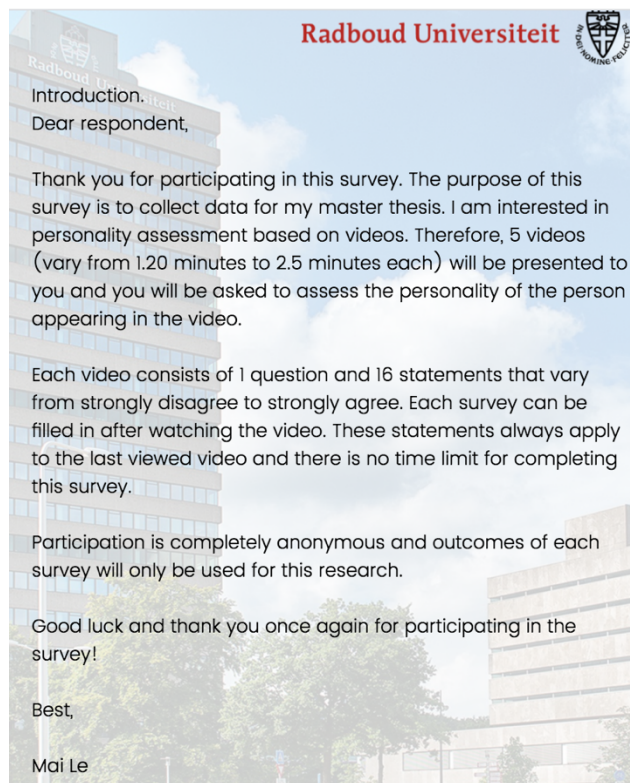 Radboud Universiteit
IN DEI NOMINE FELICITER
Radboud Universiteit
Introduction.
Dear respondent,
Thank you for participating in this survey. The purpose of this
survey is to collect data for my master thesis. I am interested in
personality assessment based on videos. Therefore, 5 videos
(vary from 1.20 minutes to 2.5 minutes each) will be presented to
you and you will be asked to assess the personality of the person
appearing in the video.
Each video consists of 1 question and 16 statements that vary
from strongly disagree to strongly agree. Each survey can be
filled in after watching the video. These statements always apply
to the last viewed video and there is no time limit for completing
this survey.
Participation is completely anonymous and outcomes of each
survey will only be used for this research.
Good luck and thank you once again for participating in the
survey!
Best,
Mai Le